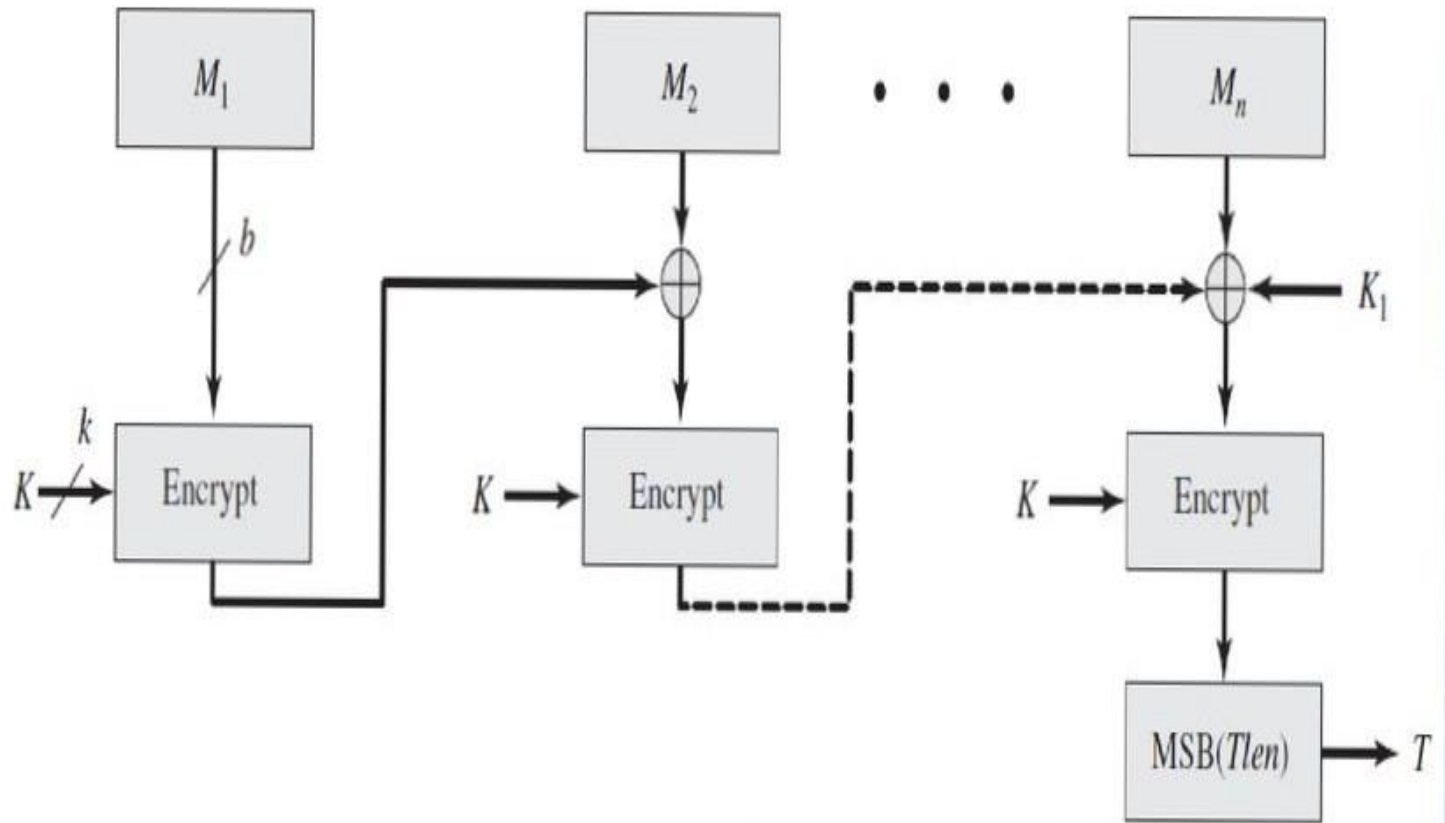 M₁
M₂
• • •
Mₙ
b
K₁
k
K
Encrypt
K
Encrypt
K
Encrypt
MSB(Tlen)
T